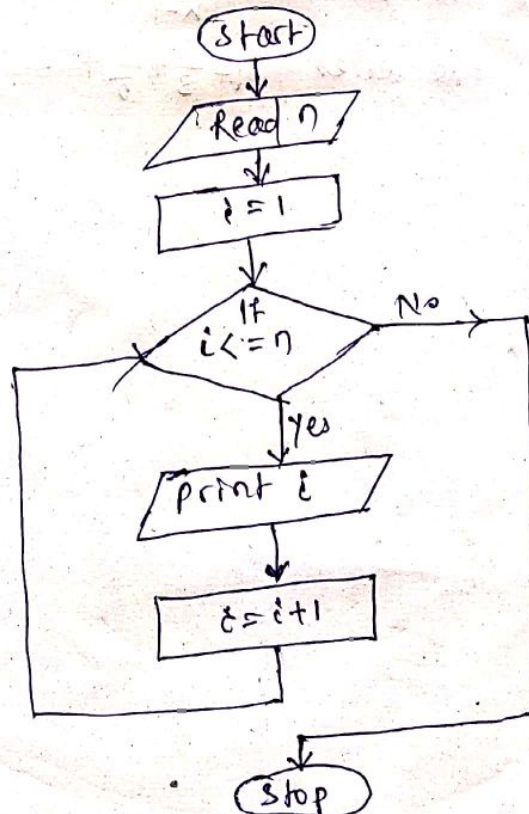 Start
Read n
i = 1
If
i <= n
No
yes
print i
i = i + 1
Stop